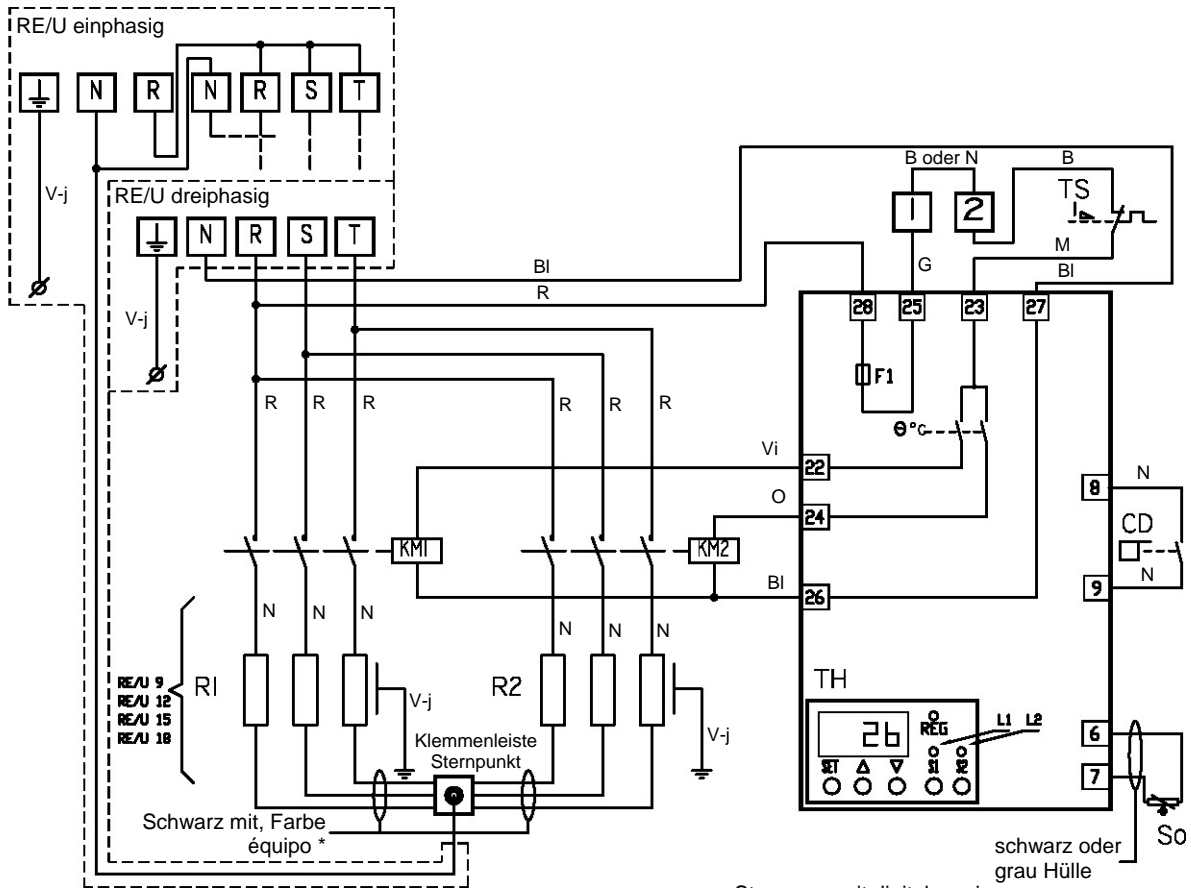 RE/U einphasig
N R N R S T
V-j
RE/U dreiphasig
N R S T
V-j
B oder N
B
1 2
TS
M
G
Bl
Bl
R
28 25 23 27
F1
θ°C
R R R R R R
Vi
22
O
24
KM1 KM2
Bl
26
8 N
CD
9 N
N N N N N N
RE/U 9
RE/U 12
RE/U 15
RE/U 18
R1
R2
V-j
V-j
Klemmenleiste
Sternpunkt
TH
26
REG
L1 L2
SET S1 S2
6
7
So
Schwarz mit, Farbe
équipo *
schwarz oder
grau Hülle